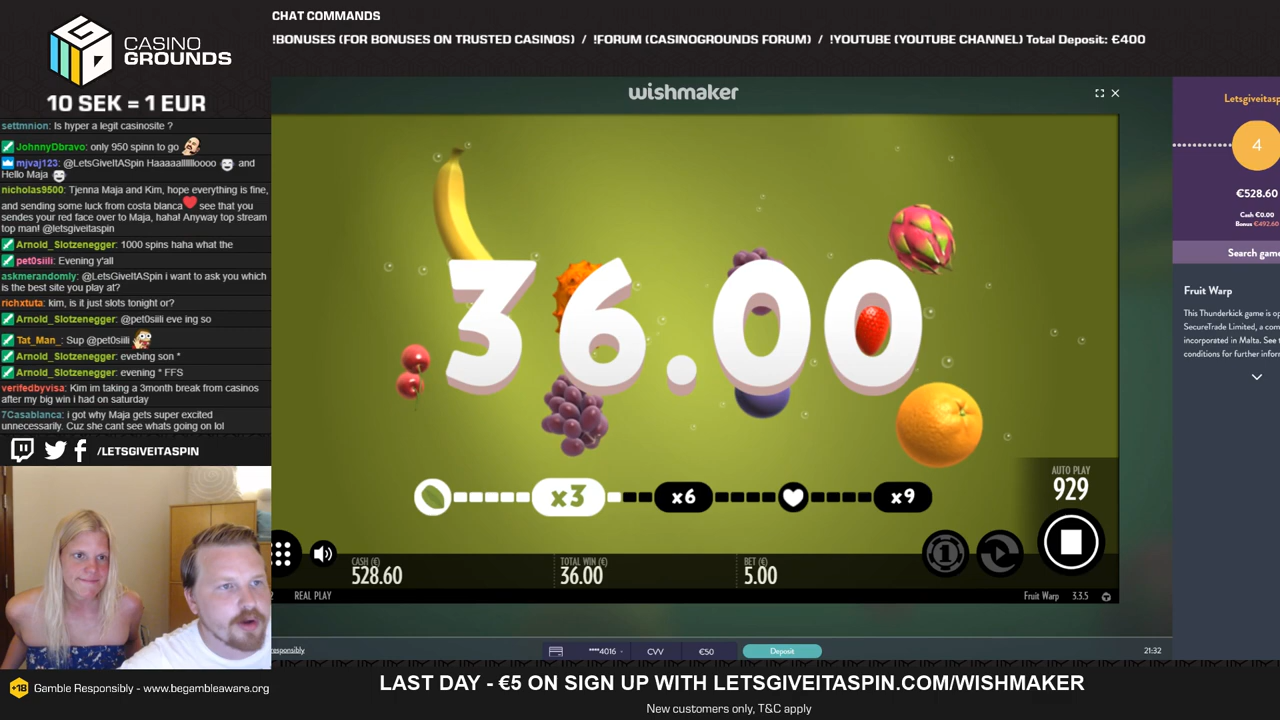 CHAT COMMANDS
!BONUSES (FOR BONUSES ON TRUSTED CASINOS) / !FORUM (CASINOGROUNDS FORUM) / !YOUTUBE (YOUTUBE CHANNEL) Total Deposit: €400
CASINO
GROUNDS
10 SEK = 1 EUR
settmnion: Is hyper a legit casinosite ?
JohnnyDbravo: only 950 spinn to go
mjvaj123: @LetsGiveItASpin Haaaaallllllloooo and
Hello Maja
nicholas9500: Tjenna Maja and Kim, hope everything is fine,
and sending some luck from costa blanca see that you
sendes your red face over to Maja, haha! Anyway top stream
top man! @letsgiveitaspin
Arnold_Slotzenegger: 1000 spins haha what the
pet0siili: Evening y'all
askmerandomly: @LetsGiveItASpin i want to ask you which
is the best site you play at?
richxtuta: kim, is it just slots tonight or?
Arnold_Slotzenegger: @pet0siili eve ing so
Tat_Man_: Sup @pet0siili
Arnold_Slotzenegger: evebing son *
Arnold_Slotzenegger: evening * FFS
verifedbyvisa: Kim im taking a 3month break from casinos
after my big win i had on saturday
7Casablanca: i got why Maja gets super excited
unnecessarily. Cuz she cant see whats going on lol
/LETSGIVEITASPIN
wishmaker
36.00
x3
x6
x9
AUTO PLAY
929
CASH (€)
528.60
TOTAL WIN (€)
36.00
BET (€)
5.00
REAL PLAY
Fruit Warp 3.3.5
Letsgiveitasp
4
€528.60
Cash €0.00
Bonus €492.60
Search game
Fruit Warp
This Thunderkick game is op
SecureTrade Limited, a com
incorporated in Malta. See t
conditions for further inform
responsibly
****4016
CVV
€50
Deposit
21:32
+18 Gamble Responsibly - www.begambleaware.org
LAST DAY - €5 ON SIGN UP WITH LETSGIVEITASPIN.COM/WISHMAKER
New customers only, T&C apply